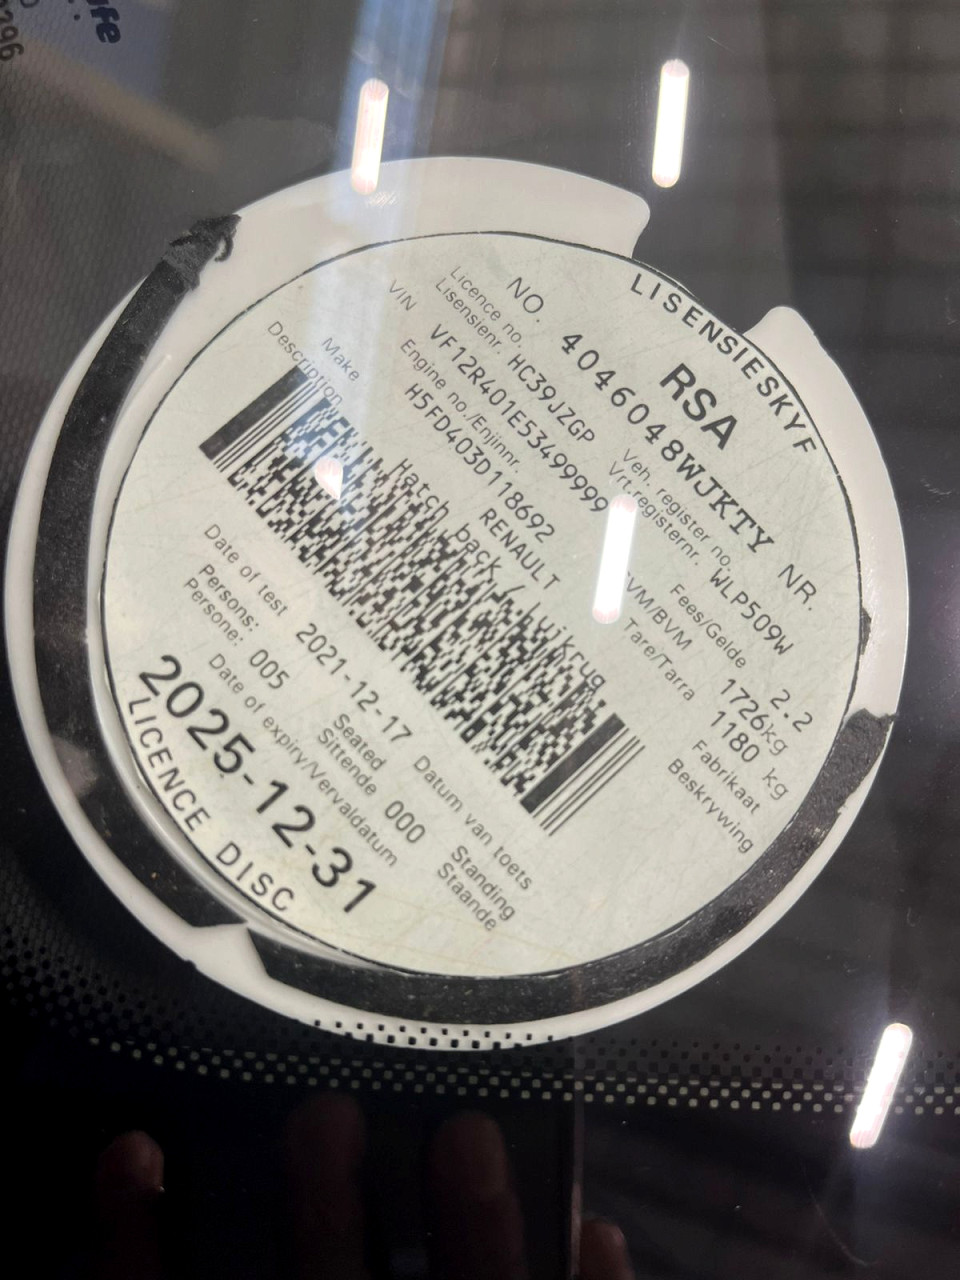 LISENSIESKYF
RSA
NO. 4046048WJKTY NR.
Licence no. Veh. register no.
Lisensienr. HC39JZGP Vrt.registernr. WLP509W
VIN VF12R401E53499999 Fees/Gelde 2.2
Engine no./Enjinnr. VM/BVM 1726kg
H5FD403D118692 Tare/Tarra 1180 kg
Make RENAULT Fabrikaat
Description Hatch back / Luikrug Beskrywing
Date of test 2021-12-17 Datum van toets
Persons: Seated Standing
Persone: 005 Sittende 000 Staande
Date of expiry/Vervaldatum
2025-12-31
LICENCE DISC